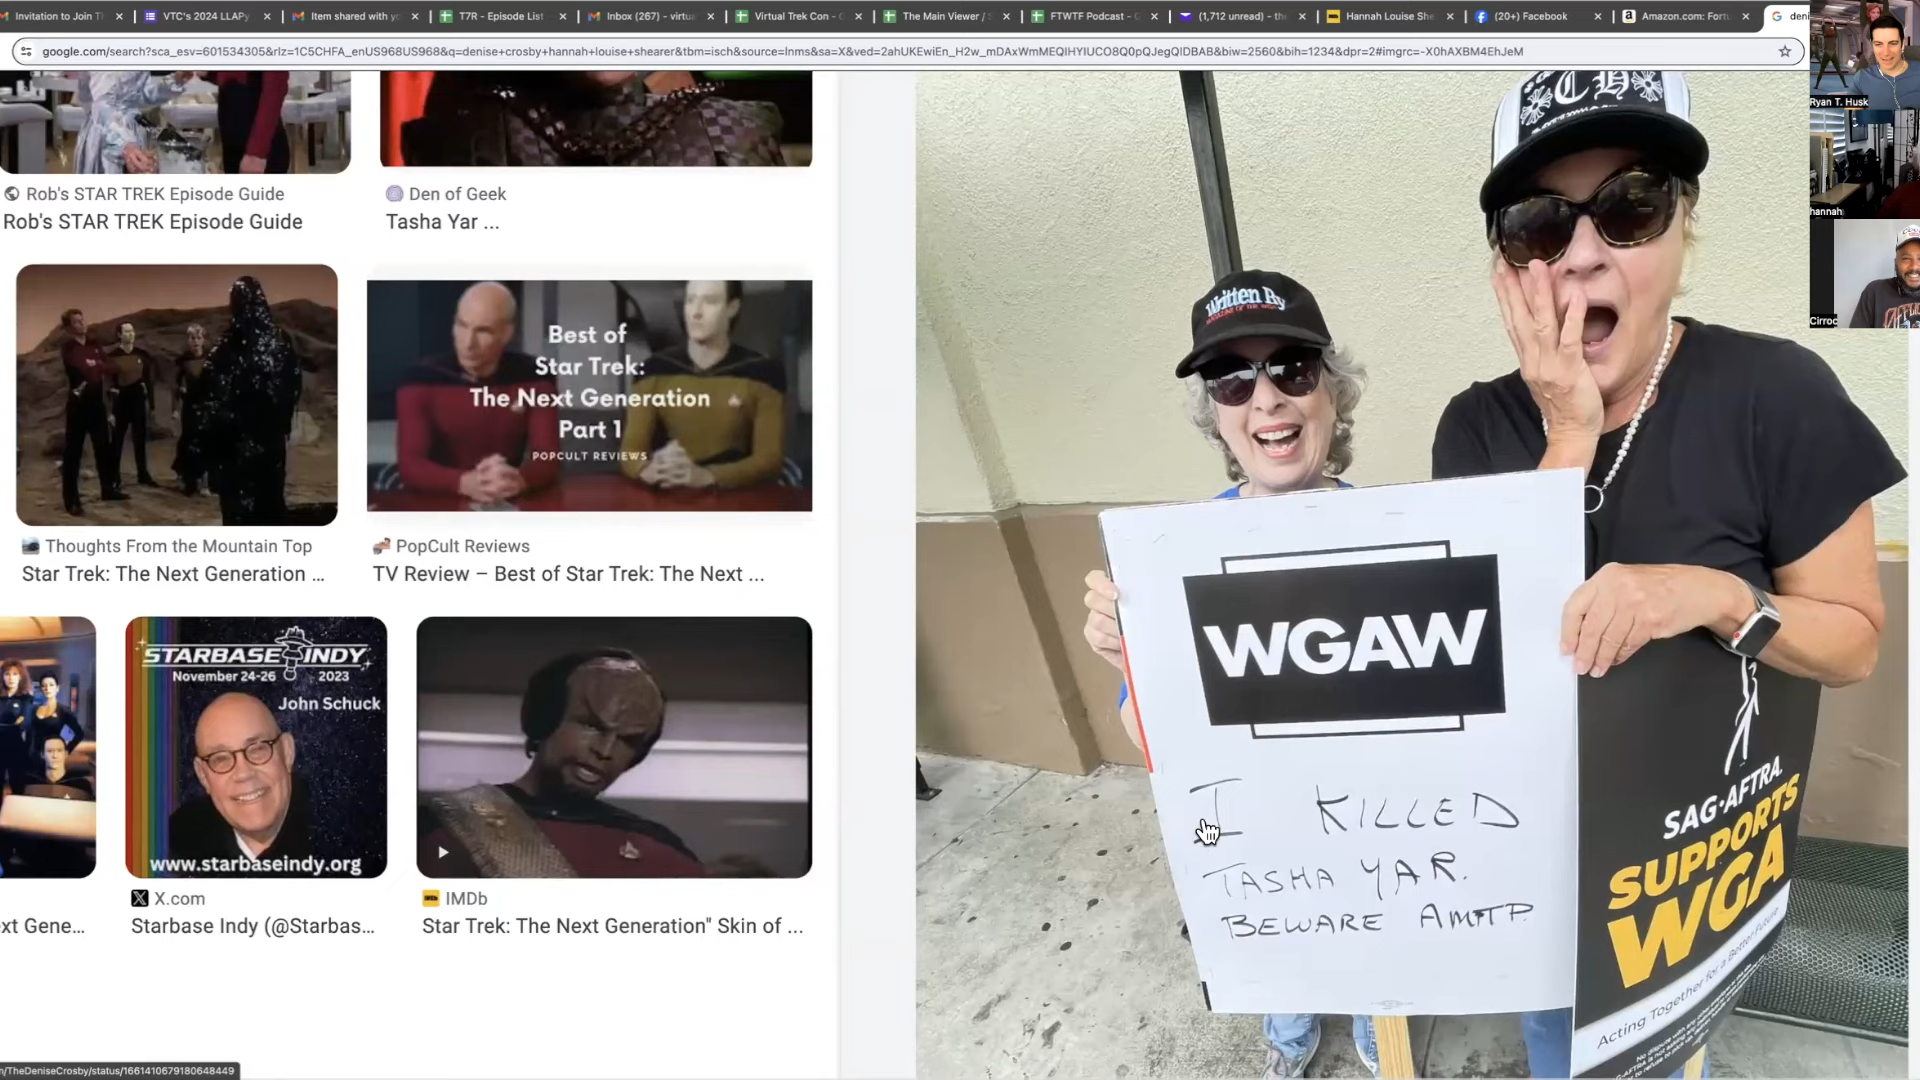 Invitation to Join T
VTC's 2024 LLAPy
Item shared with yo
T7R - Episode List
Inbox (267) - virtua
Virtual Trek Con - G
The Main Viewer / S
FTWTF Podcast - G
(1,712 unread) - the
Hannah Louise She
(20+) Facebook
Amazon.com: Fortu
deni
google.com/search?sca_esv=601534305&rlz=1C5CHFA_enUS968US968&q=denise+crosby+hannah+louise+shearer&tbm=isch&source=lnms&sa=X&ved=2ahUKEwiEn_H2w_mDAxWmMEQIHYIUCO8Q0pQJegQIDBAB&biw=2560&bih=1234&dpr=2#imgrc=-X0hAXBM4EhJeM
Ryan T. Husk
hannah
Cirroc
Rob's STAR TREK Episode Guide
Rob's STAR TREK Episode Guide
Den of Geek
Tasha Yar ...
Best of
Star Trek:
The Next Generation
Part 1
POPCULT REVIEWS
Thoughts From the Mountain Top
Star Trek: The Next Generation ...
PopCult Reviews
TV Review – Best of Star Trek: The Next ...
STARBASE INDY
November 24-26 2023
John Schuck
www.starbaseindy.org
xt Gene...
X.com
Starbase Indy (@Starbas...
IMDb
Star Trek: The Next Generation" Skin of ...
/TheDeniseCrosby/status/1661410679180648449
CH
Written By
WGAW
I KILLED
TASHA YAR.
BEWARE AMPTP.
SAG·AFTRA
SUPPORTS
WGA
Acting Together for a Better Future